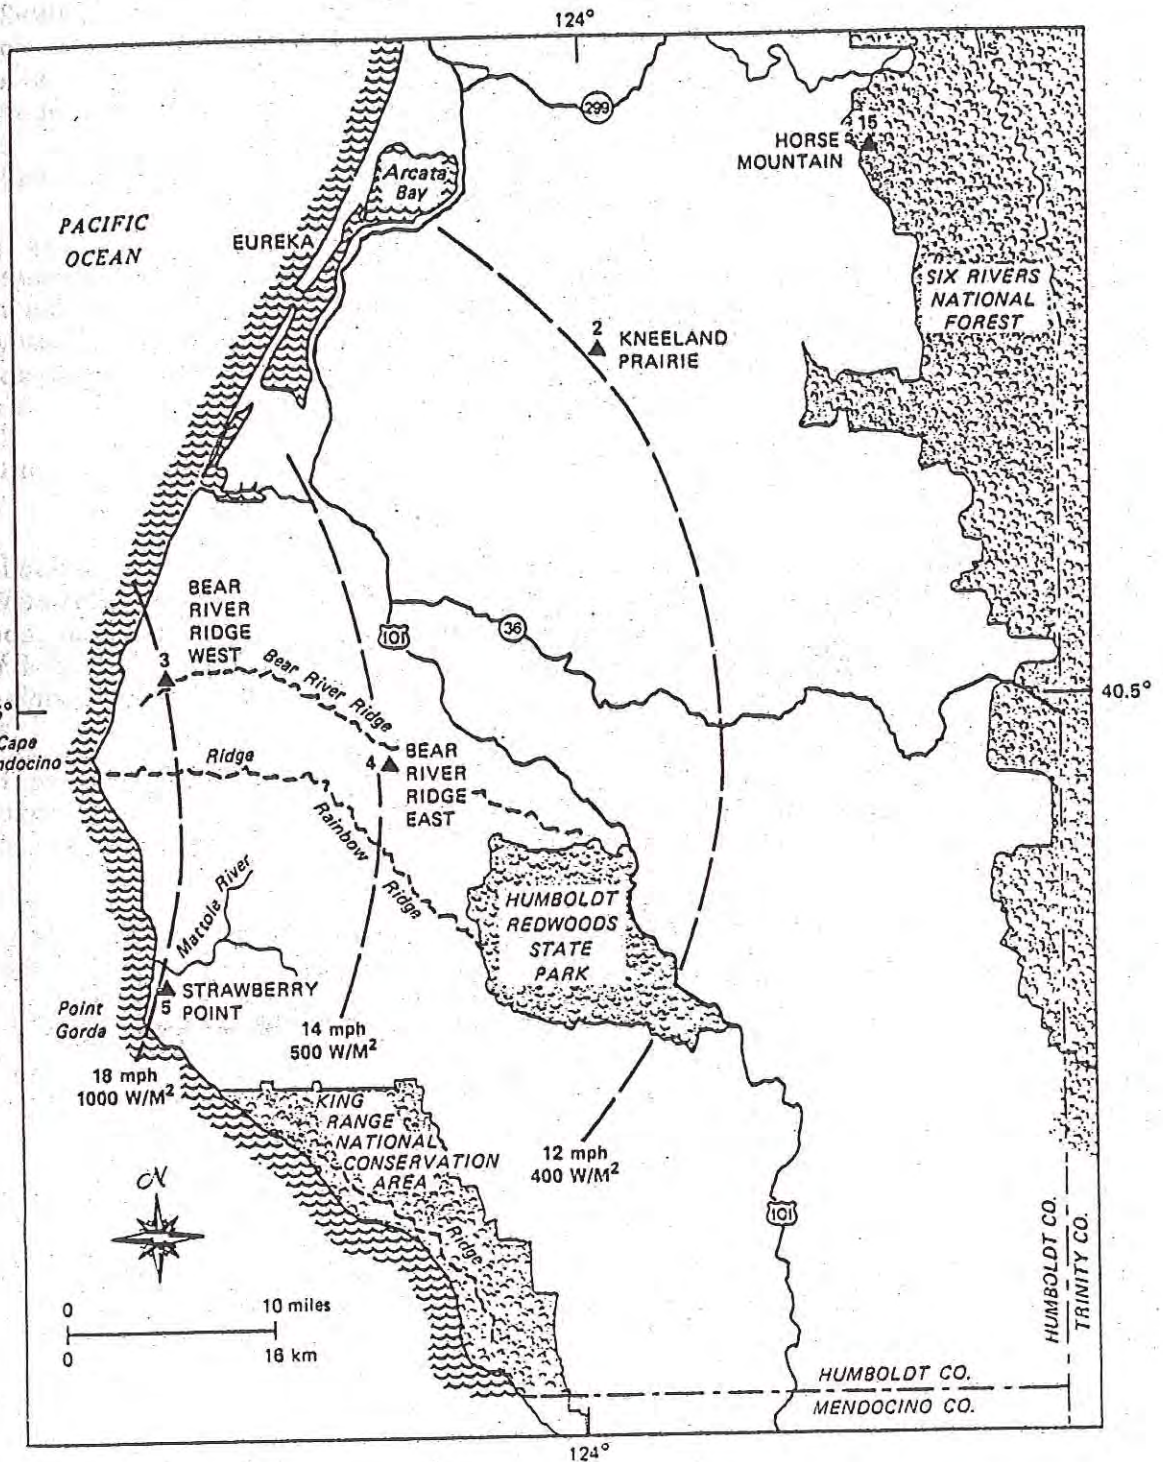 124°
299
15
HORSE
MOUNTAIN
Arcata
Bay
PACIFIC
OCEAN
EUREKA
SIX RIVERS
NATIONAL
FOREST
2
KNEELAND
PRAIRIE
BEAR
RIVER
RIDGE
WEST
3
101
36
Bear River Ridge
40.5°
Cape
ndocino
Ridge
4
BEAR
RIVER
RIDGE
EAST
Rainbow
Ridge
Mattole River
HUMBOLDT
REDWOODS
STATE
PARK
5
STRAWBERRY
POINT
Point
Gorda
14 mph
500 W/M²
18 mph
1000 W/M²
KING
RANGE
NATIONAL
CONSERVATION
AREA
12 mph
400 W/M²
N
101
Ridge
HUMBOLDT CO.
TRINITY CO.
0 10 miles
0 16 km
HUMBOLDT CO.
MENDOCINO CO.
124°